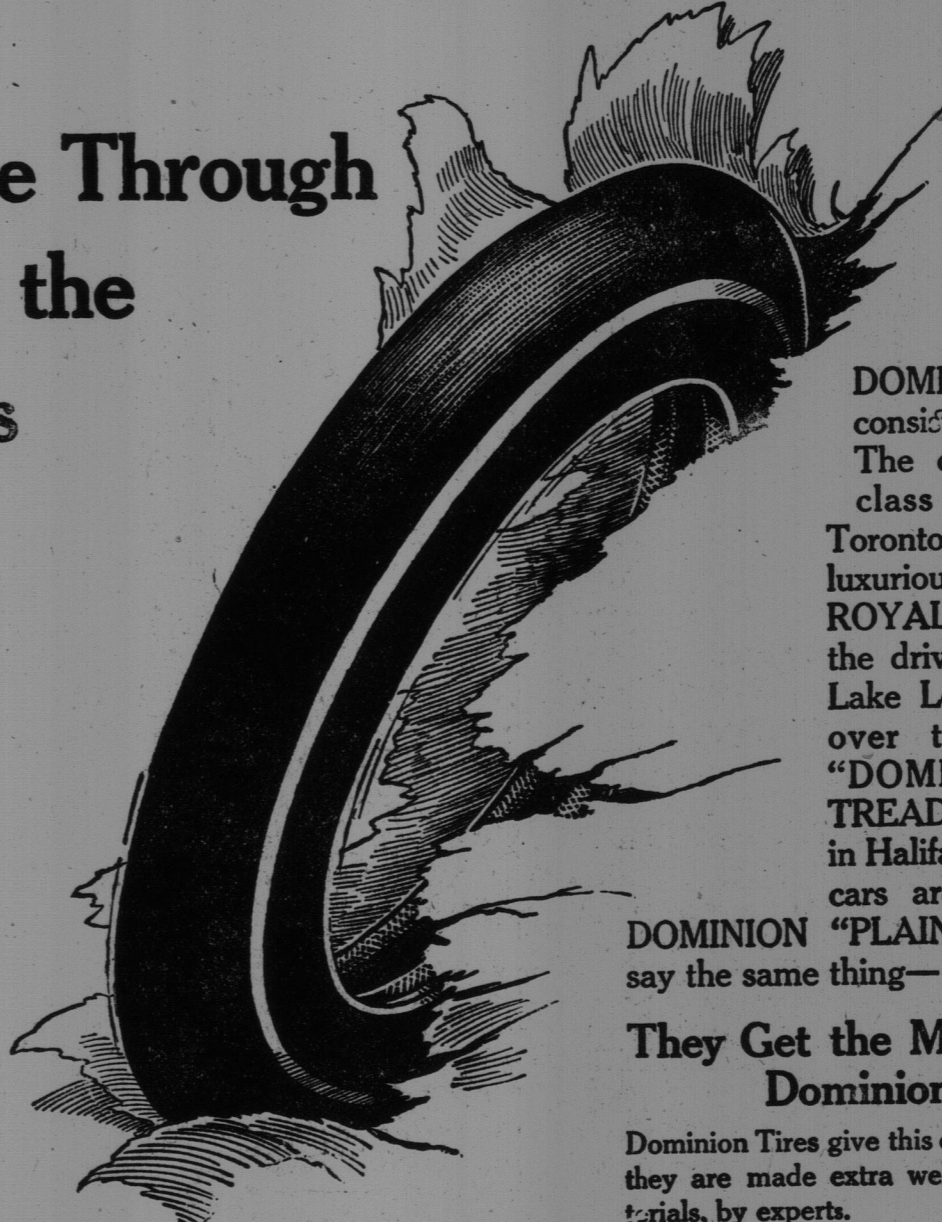 e Through
the
s
DOMI
consid
The
class
Toronto
luxuriou
ROYAL
the driv
Lake L
over t
“DOMI
TREAD
in Halifa
cars ar
DOMINION “PLAIN
say the same thing—
They Get the M
Dominion
Dominion Tires give this
they are made extra we
terials, by experts.